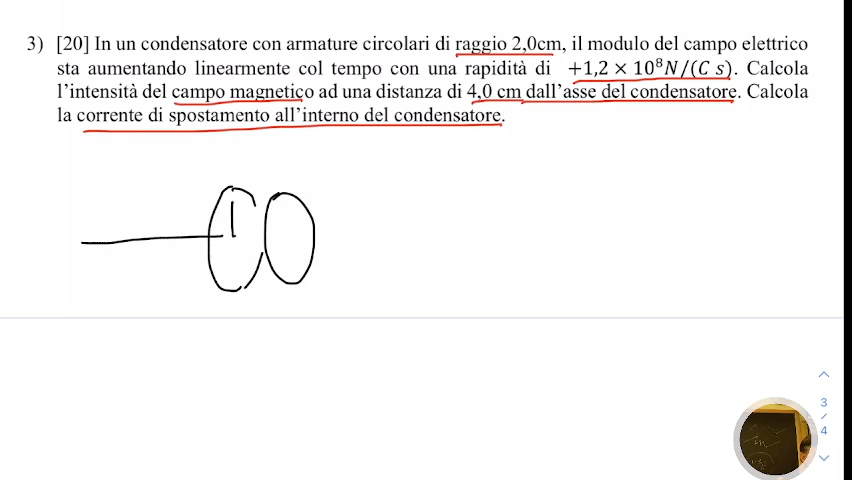 3) [20] In un condensatore con armature circolari di raggio 2,0cm, il modulo del campo elettrico
sta aumentando linearmente col tempo con una rapidità di +1,2 × 10⁸N/(C s). Calcola
l'intensità del campo magnetico ad una distanza di 4,0 cm dall'asse del condensatore. Calcola
la corrente di spostamento all'interno del condensatore.
3
/
4